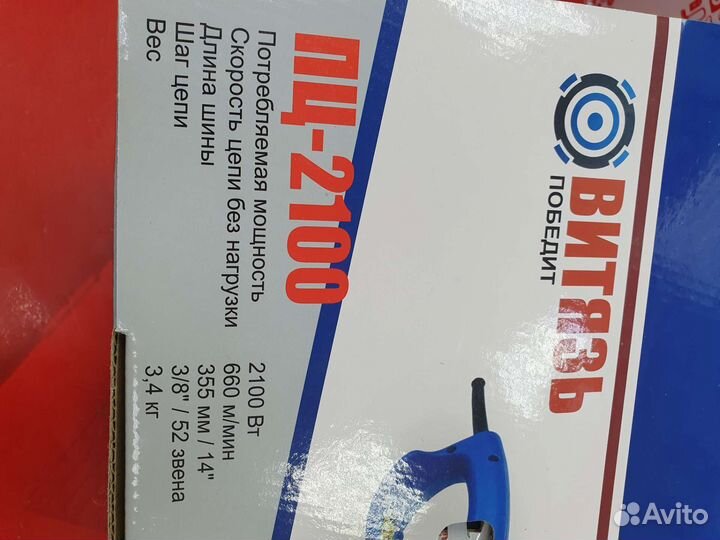 ВИТЯЗЬ
ПОБЕДИТ
ПЦ-2100
Потребляемая мощность 2100 Вт
Скорость цепи без нагрузки 660 м/мин
Длина шины 355 мм / 14"
Шаг цепи 3/8" / 52 звена
Вес 3,4 кг
Avito